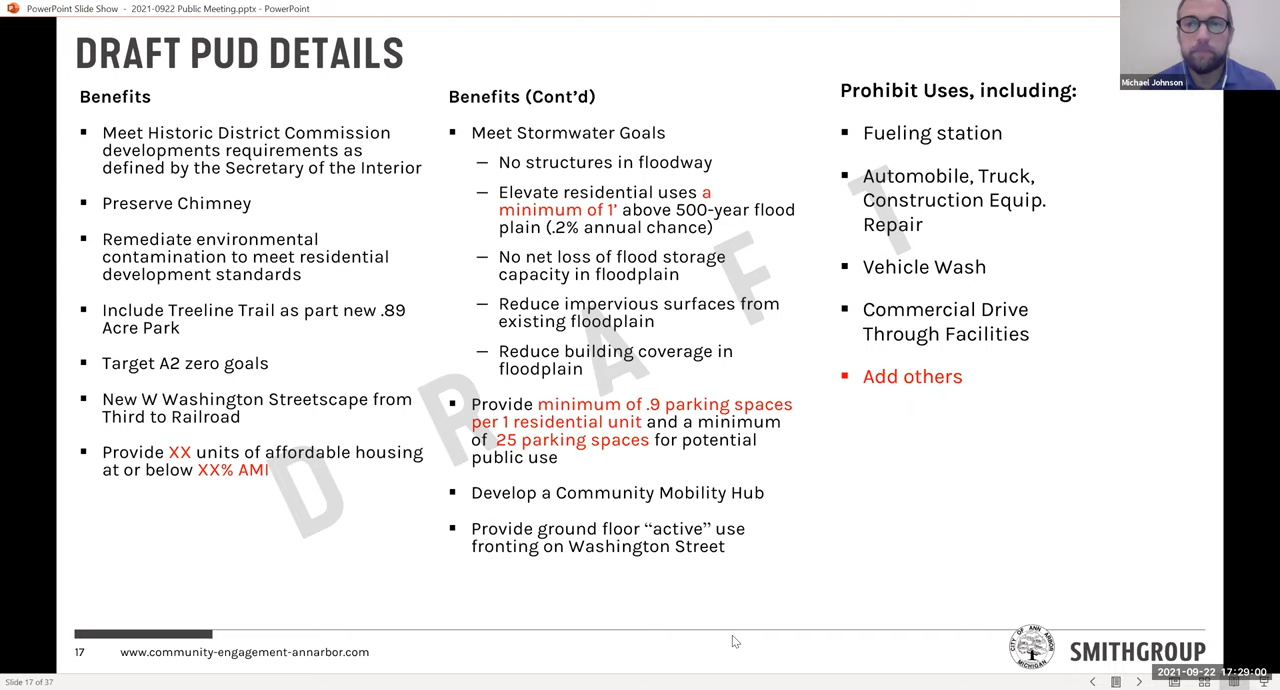 PowerPoint Slide Show - 2021-0922 Public Meeting.pptx - PowerPoint
DRAFT PUD DETAILS
Benefits
▪ Meet Historic District Commission
developments requirements as
defined by the Secretary of the Interior
▪ Preserve Chimney
▪ Remediate environmental
contamination to meet residential
development standards
▪ Include Treeline Trail as part new .89
Acre Park
▪ Target A2 zero goals
▪ New W Washington Streetscape from
Third to Railroad
▪ Provide XX units of affordable housing
at or below XX% AMI
Benefits (Cont’d)
▪ Meet Stormwater Goals
– No structures in floodway
– Elevate residential uses a
minimum of 1’ above 500-year flood
plain (.2% annual chance)
– No net loss of flood storage
capacity in floodplain
– Reduce impervious surfaces from
existing floodplain
– Reduce building coverage in
floodplain
▪ Provide minimum of .9 parking spaces
per 1 residential unit and a minimum
of 25 parking spaces for potential
public use
▪ Develop a Community Mobility Hub
▪ Provide ground floor “active” use
fronting on Washington Street
Prohibit Uses, including:
▪ Fueling station
▪ Automobile, Truck,
Construction Equip.
Repair
▪ Vehicle Wash
▪ Commercial Drive
Through Facilities
▪ Add others
DRAFT
Michael Johnson
17 www.community-engagement-annarbor.com
CITY OF ANN ARBOR
MICHIGAN
SMITHGROUP
2021-09-22 17:29:00
Slide 17 of 37